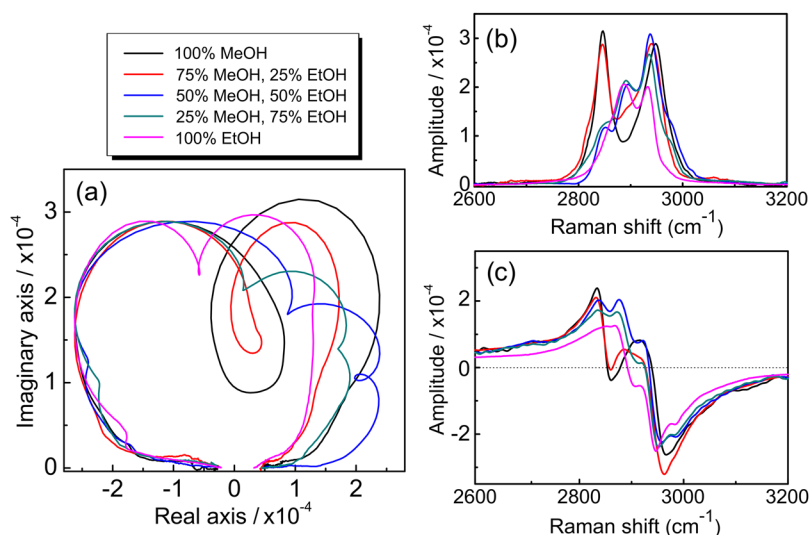 100% MeOH
75% MeOH, 25% EtOH
50% MeOH, 50% EtOH
25% MeOH, 75% EtOH
100% EtOH
(a)
3
2
1
0
-2
-1
0
1
2
Imaginary axis / x10⁻⁴
Real axis / x10⁻⁴
(b)
3
2
1
0
2600
2800
3000
3200
Amplitude / x10⁻⁴
Raman shift (cm⁻¹)
(c)
2
0
-2
2600
2800
3000
3200
Amplitude / x10⁻⁴
Raman shift (cm⁻¹)